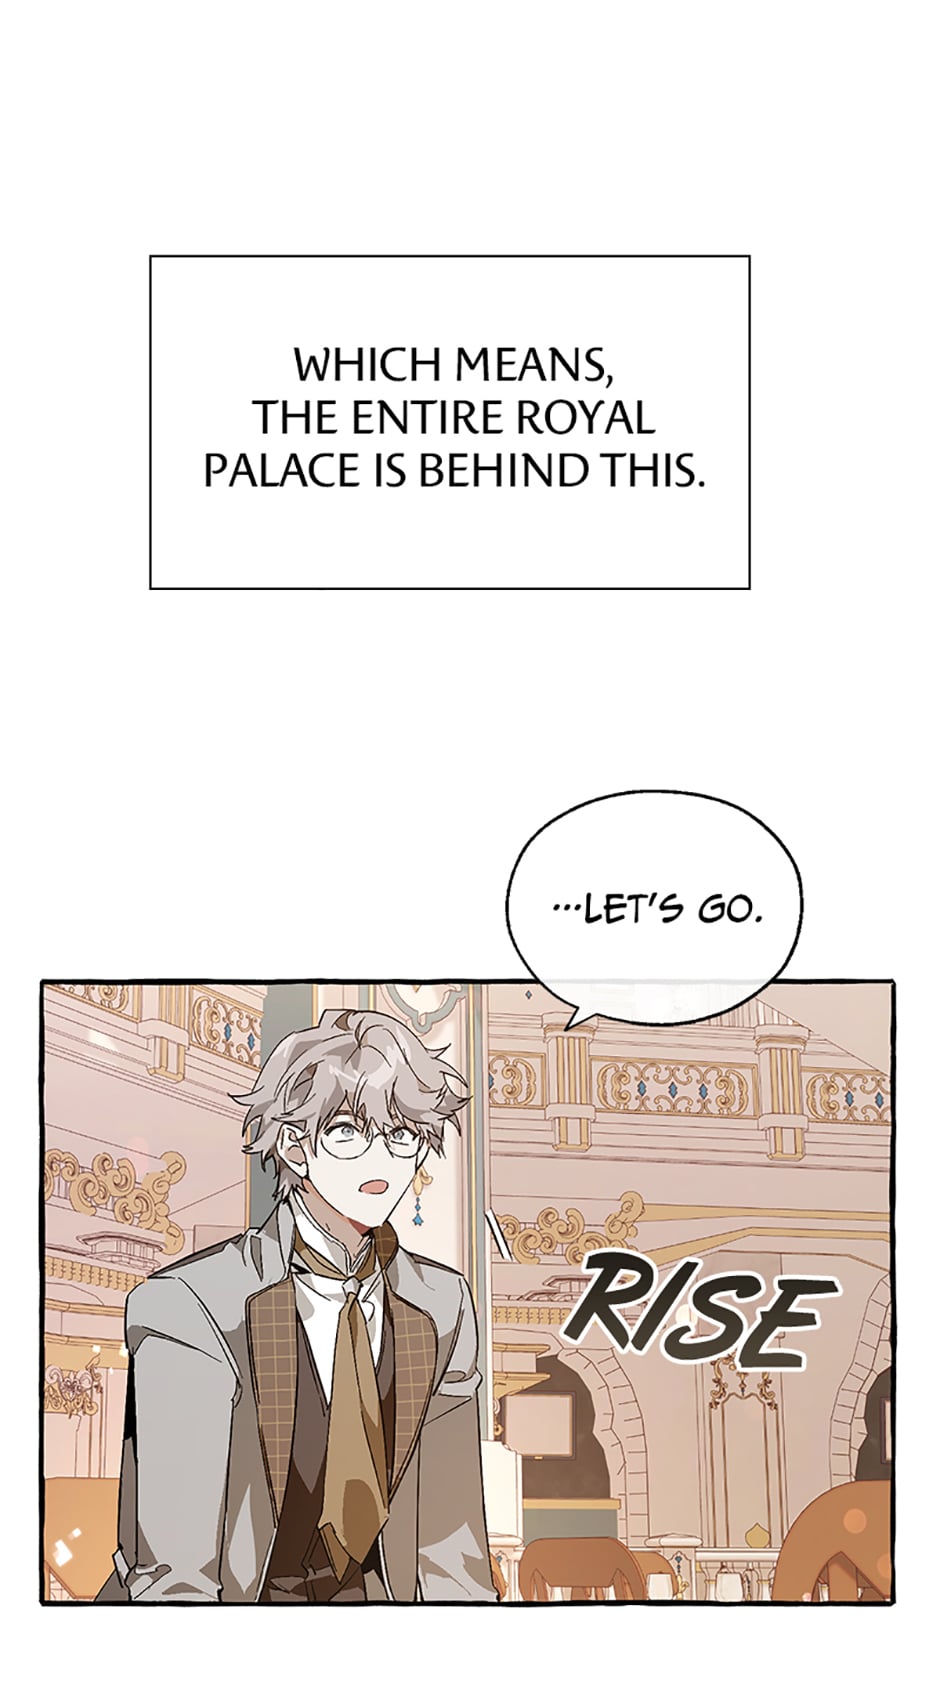 WHICH MEANS,
THE ENTIRE ROYAL
PALACE IS BEHIND THIS.
...LET'S GO.
RISE